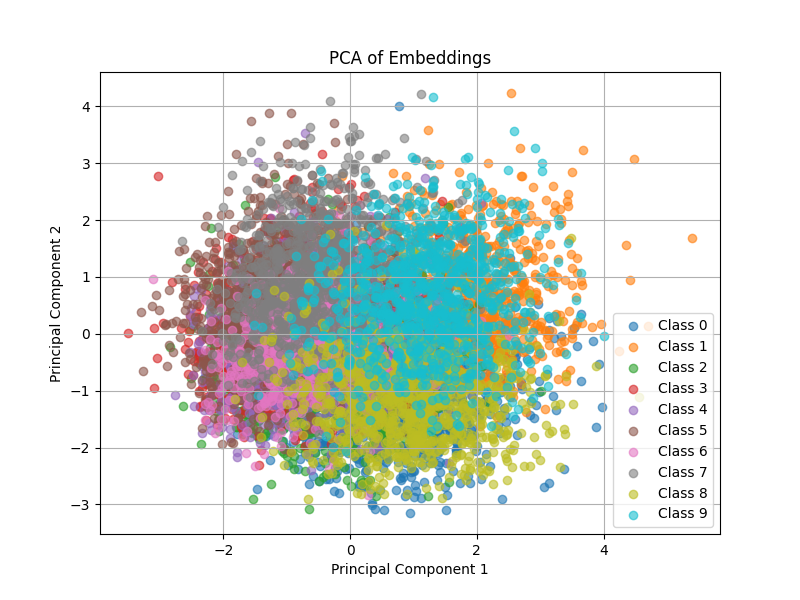 PCA of Embeddings
Principal Component 2
4
3
2
1
0
−1
−2
−3
−2
0
2
4
Principal Component 1
Class 0
Class 1
Class 2
Class 3
Class 4
Class 5
Class 6
Class 7
Class 8
Class 9